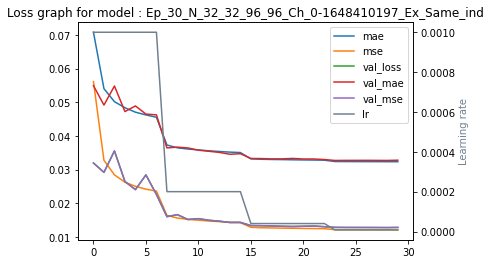 Loss graph for model : Ep_30_N_32_32_96_96_Ch_0-1648410197_Ex_Same_ind
0.07
0.06
0.05
0.04
0.03
0.02
0.01
0
5
10
15
20
25
30
mae
mse
val_loss
val_mae
val_mse
lr
0.0010
0.0008
0.0006
0.0004
0.0002
0.0000
Learning rate